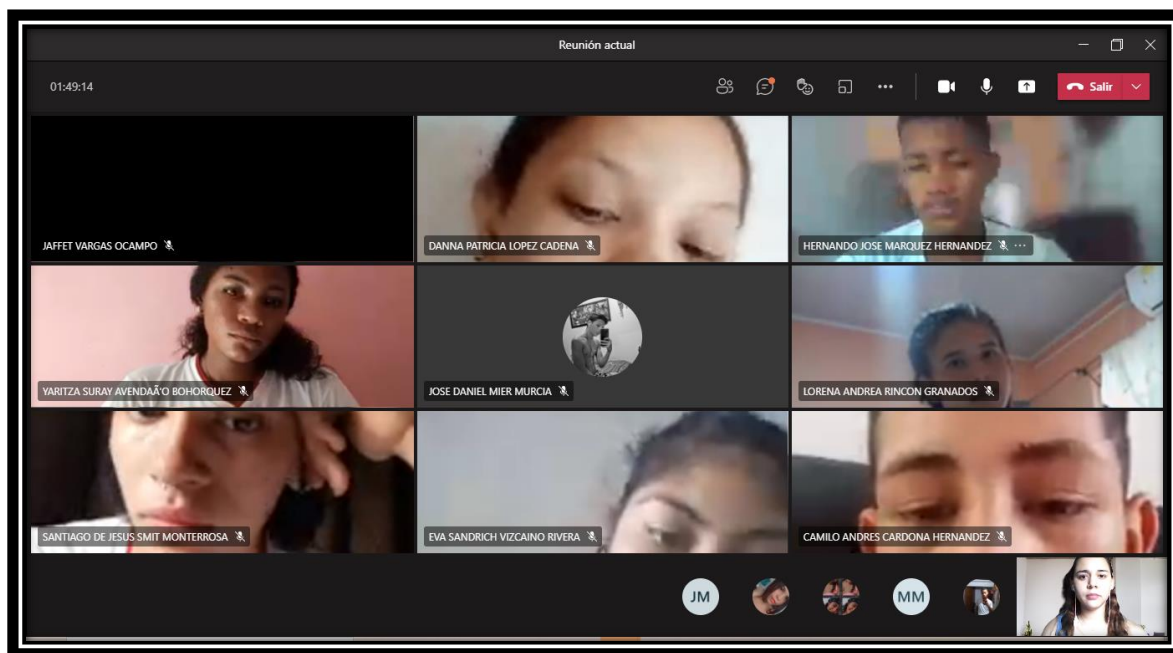 Reunión actual
01:49:14
Salir
JAFFET VARGAS OCAMPO
DANNA PATRICIA LOPEZ CADENA
HERNANDO JOSE MARQUEZ HERNANDEZ
YARITZA SURAY AVENDAÃ'O BOHORQUEZ
JOSE DANIEL MIER MURCIA
LORENA ANDREA RINCON GRANADOS
SANTIAGO DE JESUS SMIT MONTERROSA
EVA SANDRICH VIZCAINO RIVERA
CAMILO ANDRES CARDONA HERNANDEZ
JM
MM